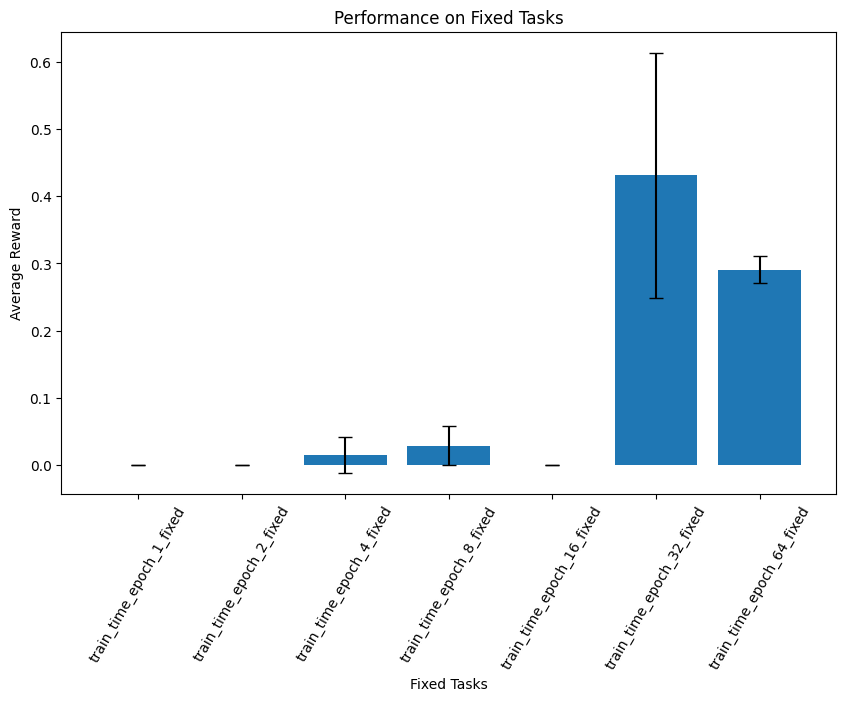 Performance on Fixed Tasks
Average Reward
0.6
0.5
0.4
0.3
0.2
0.1
0.0
train_time_epoch_1_fixed
train_time_epoch_2_fixed
train_time_epoch_4_fixed
train_time_epoch_8_fixed
train_time_epoch_16_fixed
train_time_epoch_32_fixed
train_time_epoch_64_fixed
Fixed Tasks